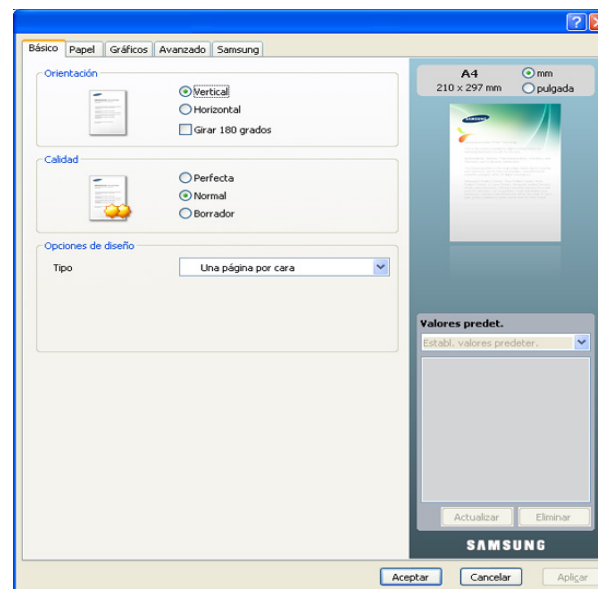 Básico Papel Gráficos Avanzado Samsung
Orientación
Vertical
Horizontal
Girar 180 grados
Calidad
Perfecta
Normal
Borrador
Opciones de diseño
Tipo Una página por cara
A4 mm
210 x 297 mm pulgada
SAMSUNG
Valores predet.
Establ. valores predeter.
Actualizar Eliminar
SAMSUNG
Aceptar Cancelar Aplicar